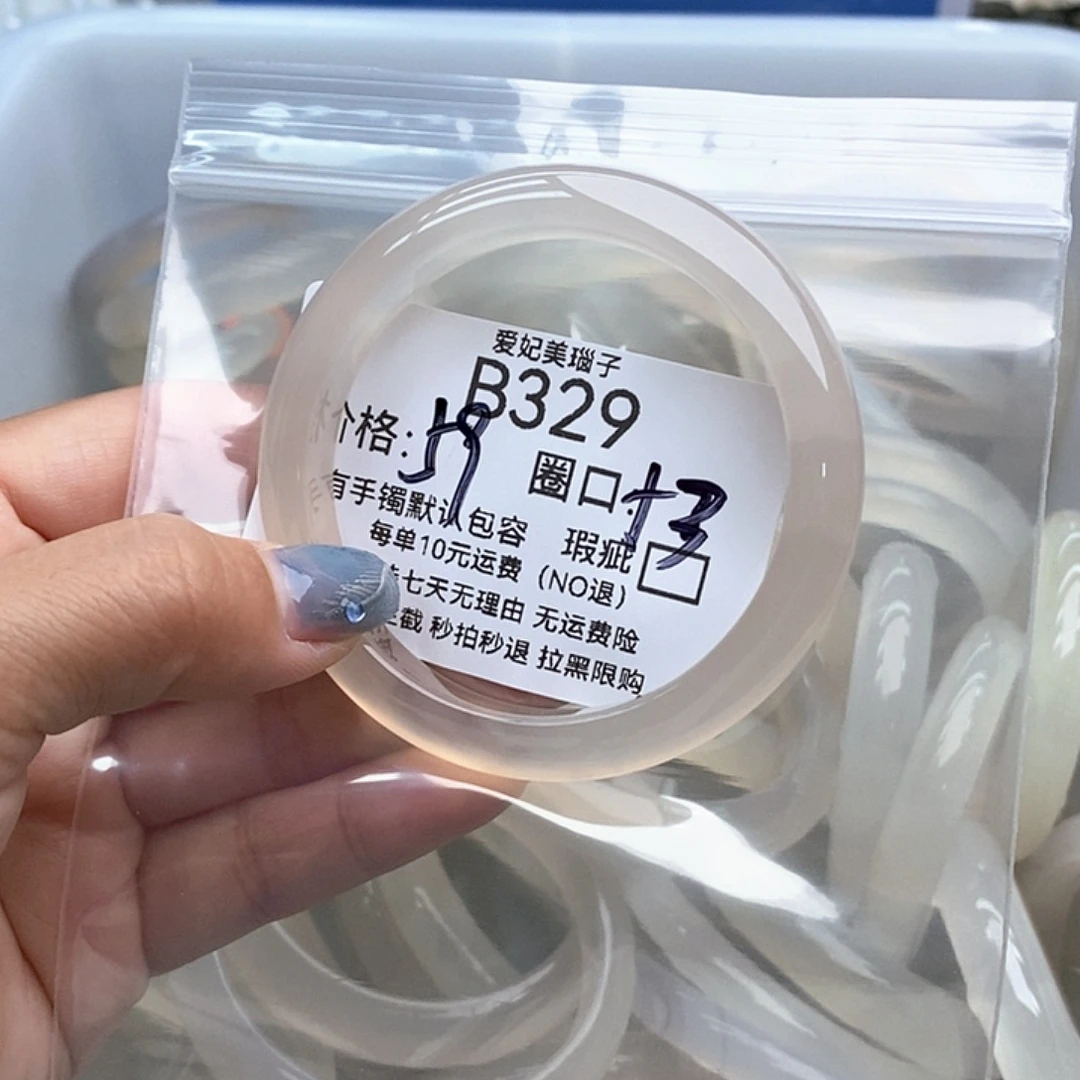 爱妃美瑙子
B329
价格: 59 圈口: 53
有手镯默认包容 瑕疵
每单10元运费 (NO退)
七天无理由 无运费险
截 秒拍秒退 拉黑限购